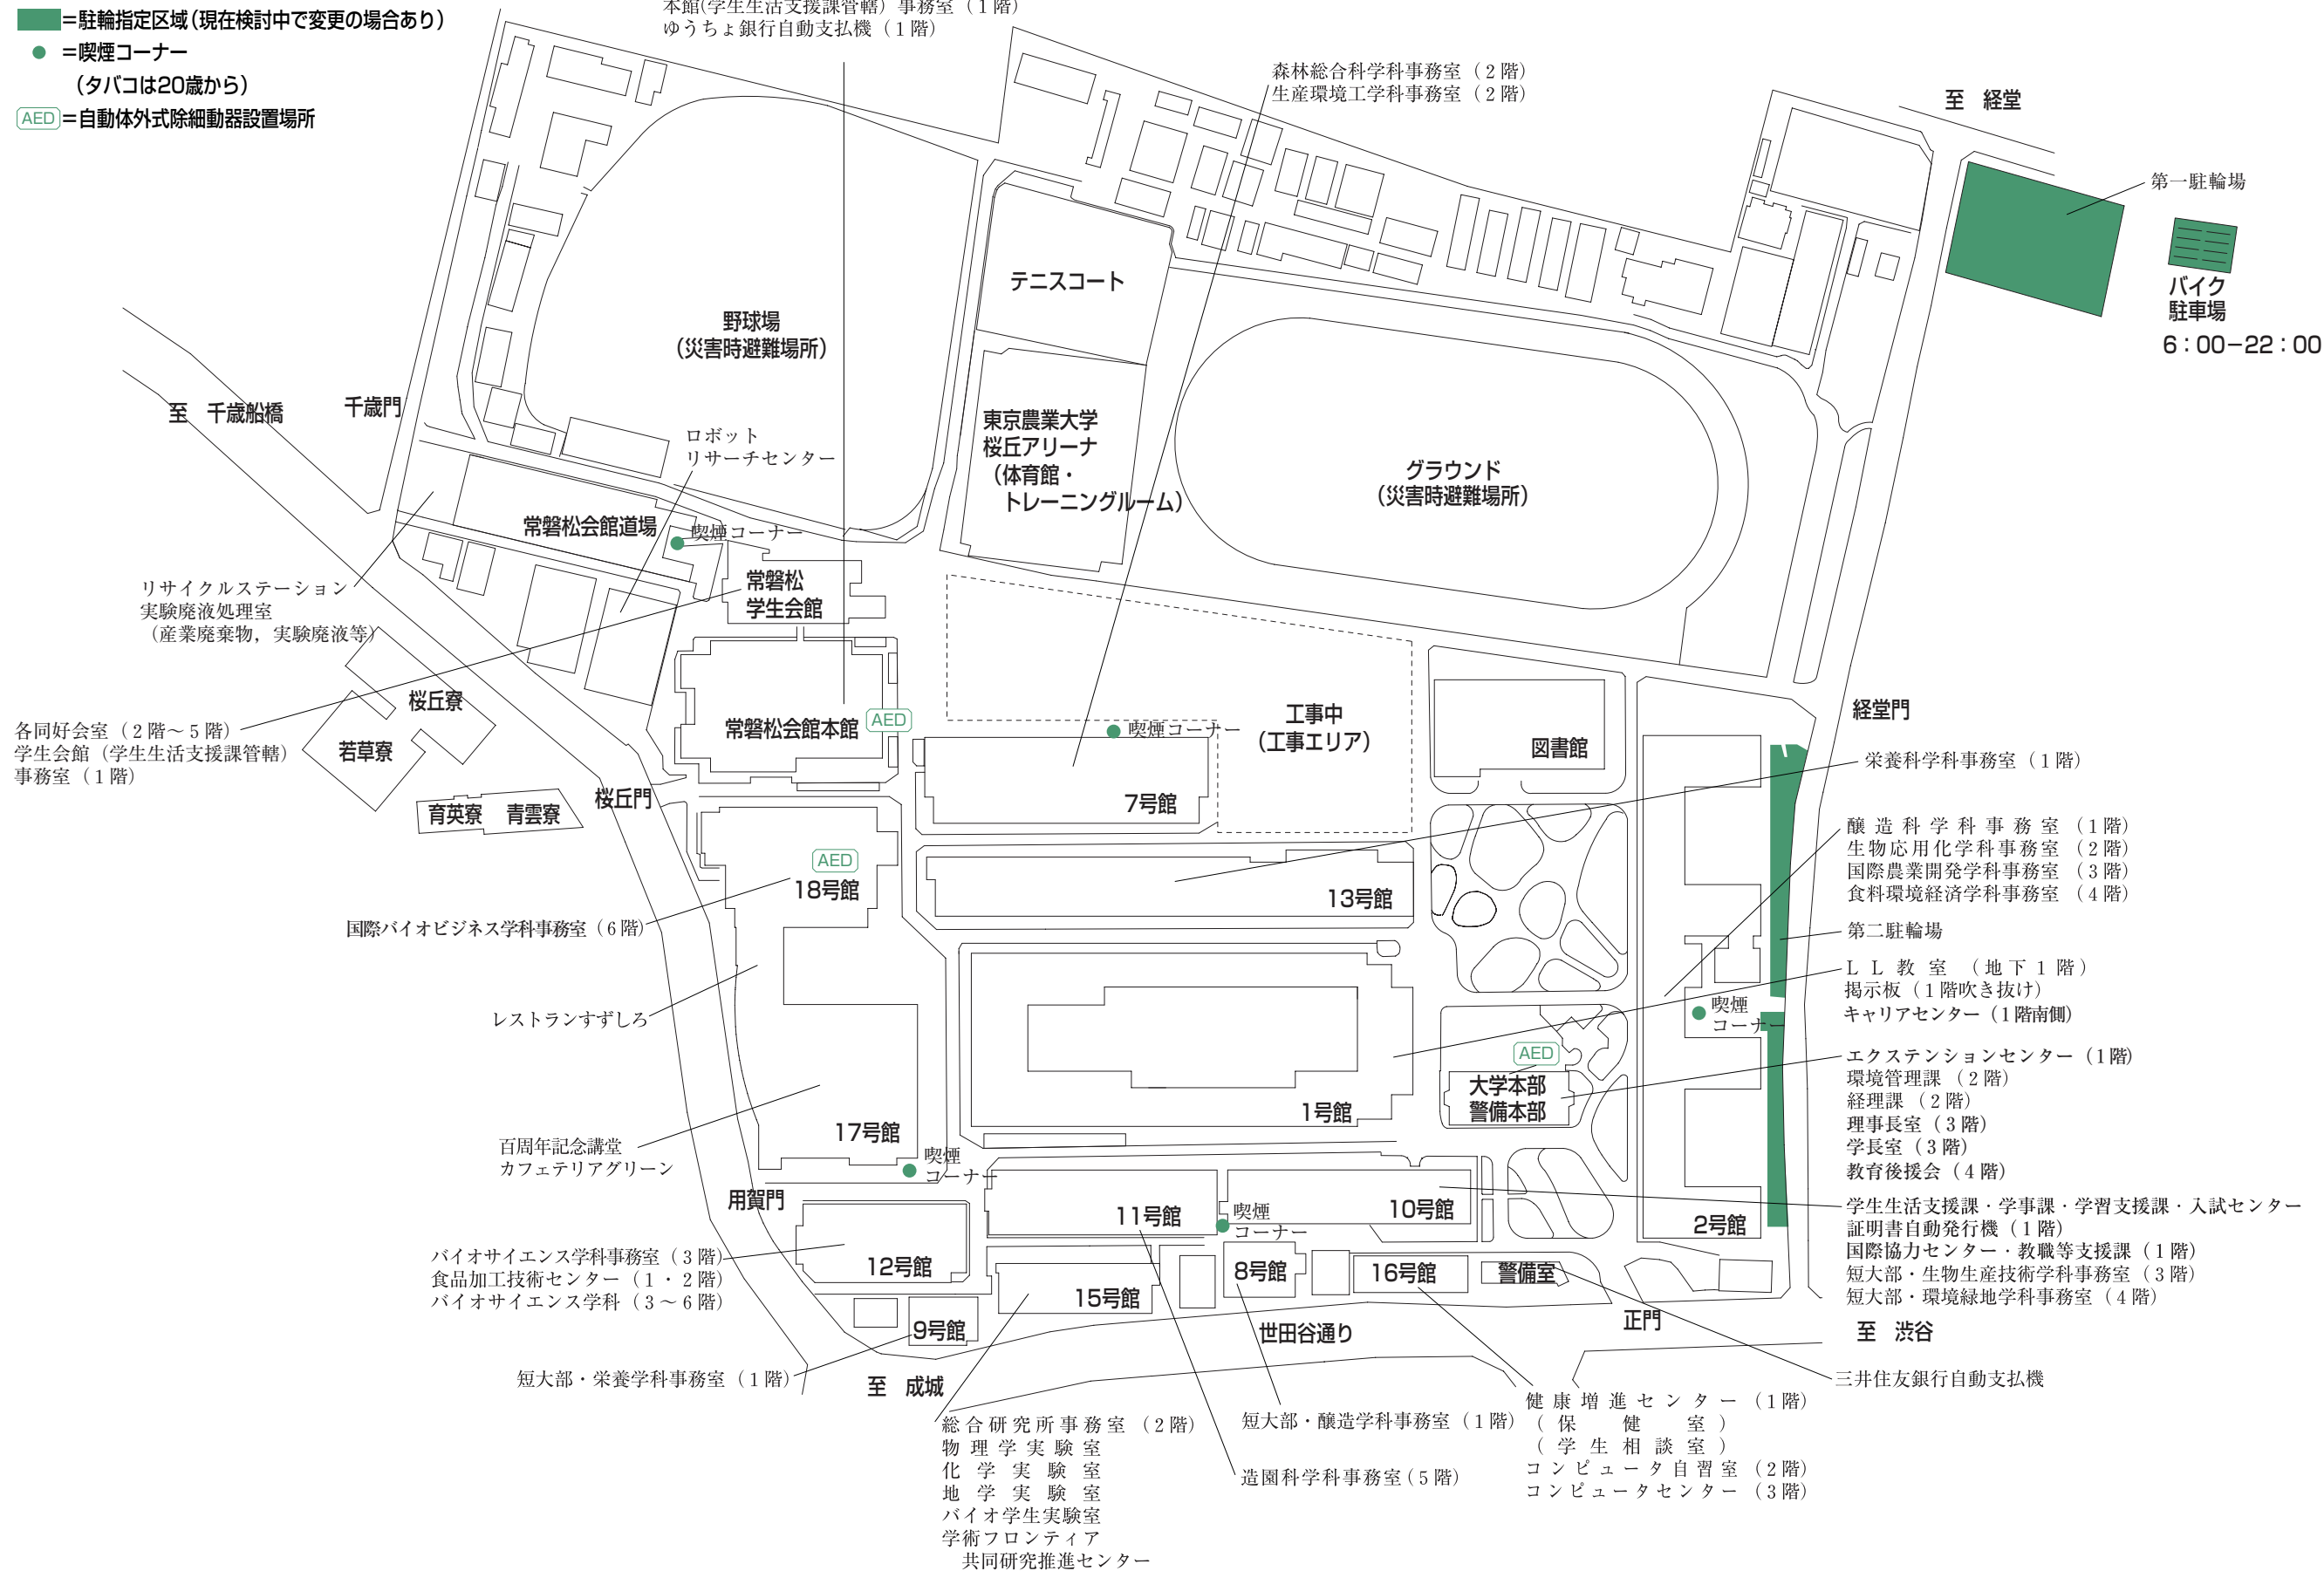 本館(学生生活支援課管轄)事務室（1階）
ゆうちょ銀行自動支払機（1階）
=駐輪指定区域(現在検討中で変更の場合あり)
=喫煙コーナー
（タバコは20歳から）
AED=自動体外式除細動器設置場所
森林総合科学科事務室（2階）
生産環境工学科事務室（2階）
至　経堂
第一駐輪場
バイク
駐車場
6：00−22：00
テニスコート
野球場
（災害時避難場所）
至　千歳船橋
千歳門
ロボット
リサーチセンター
東京農業大学
桜丘アリーナ
（体育館・
トレーニングルーム）
グラウンド
（災害時避難場所）
常磐松会館道場
喫煙コーナー
常磐松
学生会館
リサイクルステーション
実験廃液処理室
（産業廃棄物，実験廃液等）
桜丘寮
若草寮
各同好会室（2階〜5階）
学生会館（学生生活支援課管轄）
事務室（1階）
育英寮　青雲寮
桜丘門
常磐松会館本館
AED
喫煙コーナー
工事中
（工事エリア）
7号館
図書館
経堂門
栄養科学科事務室（1階）
醸造科学科事務室（1階）
生物応用化学科事務室（2階）
国際農業開発学科事務室（3階）
食料環境経済学科事務室（4階）
AED
18号館
13号館
国際バイオビジネス学科事務室（6階）
第二駐輪場
LL教室（地下1階）
掲示板（1階吹き抜け）
キャリアセンター（1階南側）
喫煙
コーナー
レストランすずしろ
AED
大学本部
警備本部
エクステンションセンター（1階）
環境管理課（2階）
経理課（2階）
理事長室（3階）
学長室（3階）
教育後援会（4階）
1号館
17号館
百周年記念講堂
カフェテリアグリーン
喫煙
コーナー
用賀門
11号館
喫煙
コーナー
10号館
2号館
学生生活支援課・学事課・学習支援課・入試センター
証明書自動発行機（1階）
国際協力センター・教職等支援課（1階）
短大部・生物生産技術学科事務室（3階）
短大部・環境緑地学科事務室（4階）
バイオサイエンス学科事務室（3階）
食品加工技術センター（1・2階）
バイオサイエンス学科（3〜6階）
12号館
15号館
8号館
16号館
警備室
9号館
世田谷通り
正門
至　渋谷
短大部・栄養学科事務室（1階）
至　成城
三井住友銀行自動支払機
総合研究所事務室（2階）
物理学実験室
化学実験室
地学実験室
バイオ学生実験室
学術フロンティア
共同研究推進センター
短大部・醸造学科事務室（1階）
造園科学科事務室（5階）
健康増進センター（1階）
（保健室）
（学生相談室）
コンピュータ自習室（2階）
コンピュータセンター（3階）